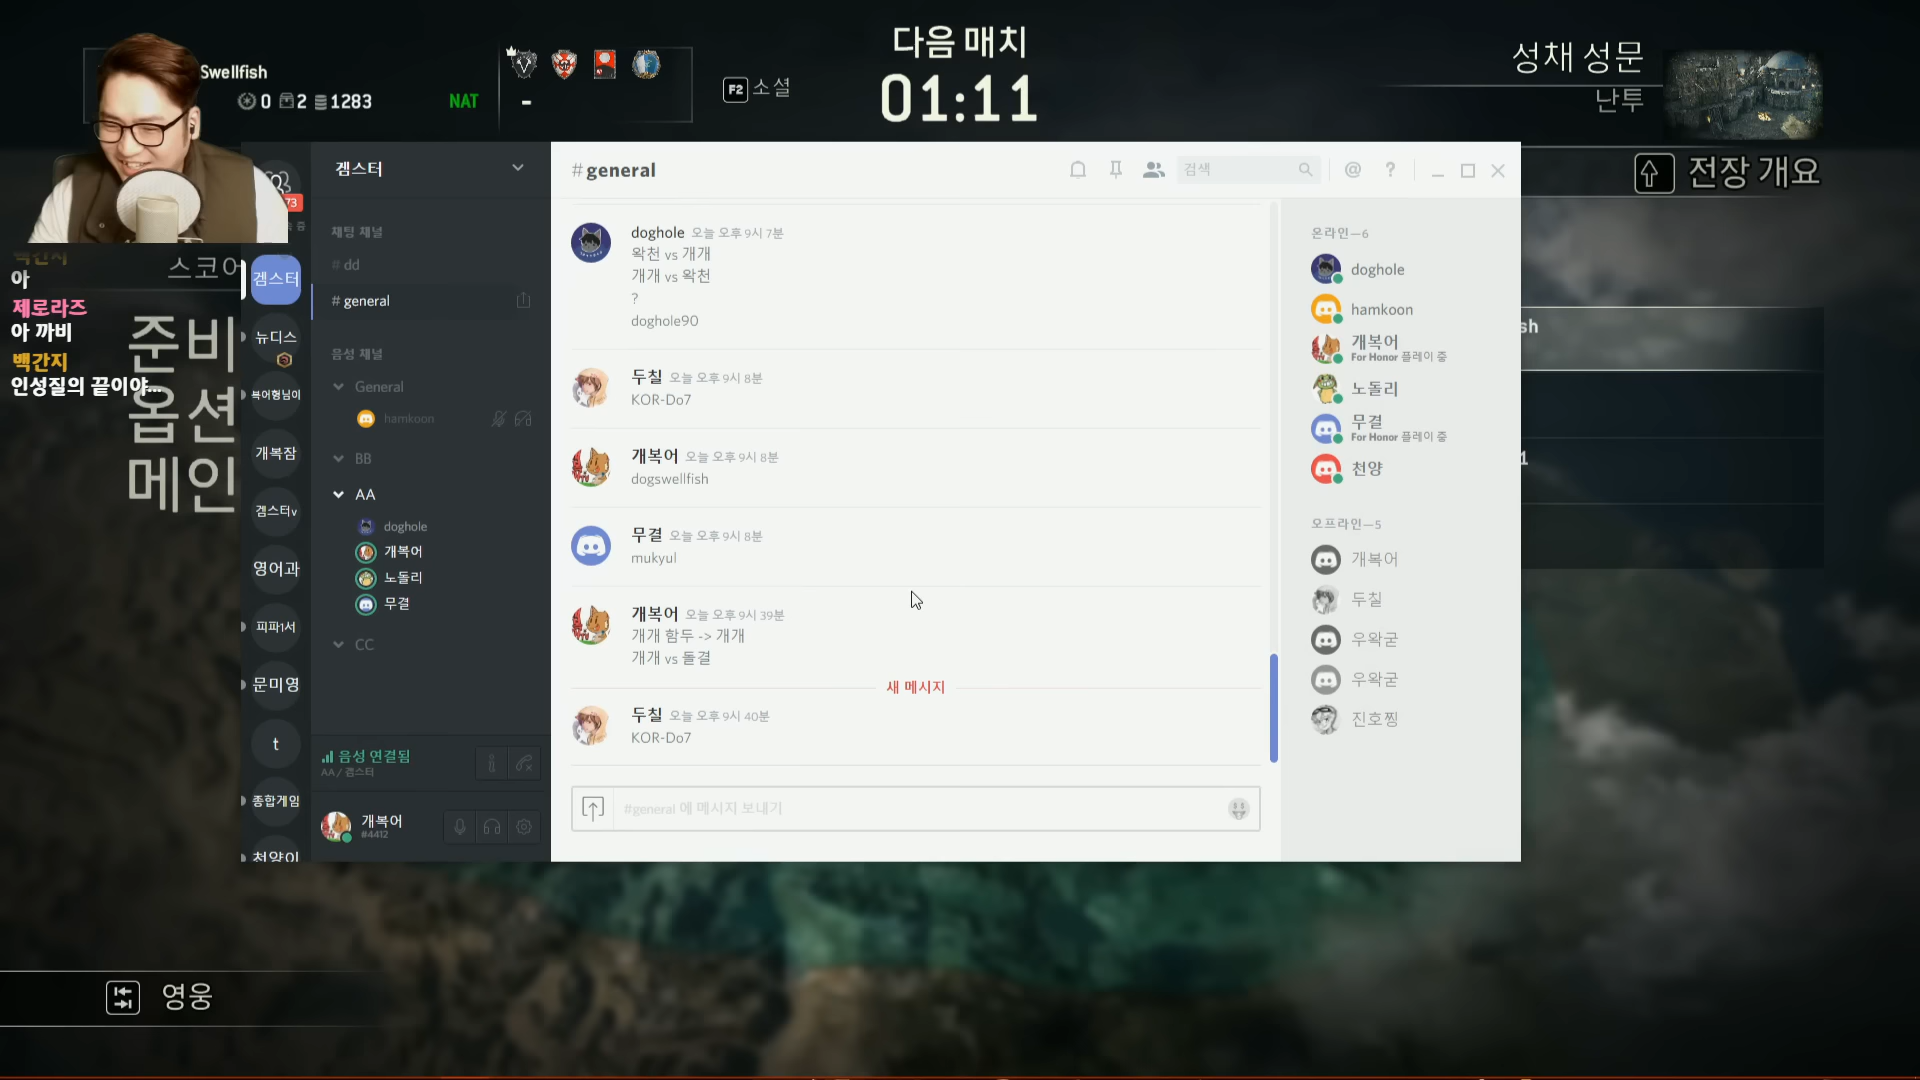 Swellfish
0 2 1283
NAT
-
F2 소셜
다음 매치
01:11
성채 성문
난투
전장 개요
73
백간지
아
제로라즈
아 까비
백간지
인성질의 끝이야...
스코어
준비
옵션
메인
겜스터
뉴디스
복어형님이
개복잠
겜스터v
영어과
피파1서
문미영
t
종합게임
천양이
겜스터
채팅 채널
# dd
# general
음성 채널
General
hamkoon
BB
AA
doghole
개복어
노돌리
무결
CC
음성 연결됨
AA / 겜스터
개복어
#4412
# general
검색
@ ?
doghole 오늘 오후 9시 7분
왁천 vs 개개
개개 vs 왁천
?
doghole90
두칠 오늘 오후 9시 8분
KOR-Do7
개복어 오늘 오후 9시 8분
dogswellfish
무결 오늘 오후 9시 8분
mukyul
개복어 오늘 오후 9시 39분
개개 함두 -> 개개
개개 vs 돌결
새 메시지
두칠 오늘 오후 9시 40분
KOR-Do7
#general 에 메시지 보내기
온라인—6
doghole
hamkoon
개복어
For Honor 플레이 중
노돌리
무결
For Honor 플레이 중
천양
오프라인—5
개복어
두칠
우왁굳
우왁굳
진호찡
sh
1
영웅